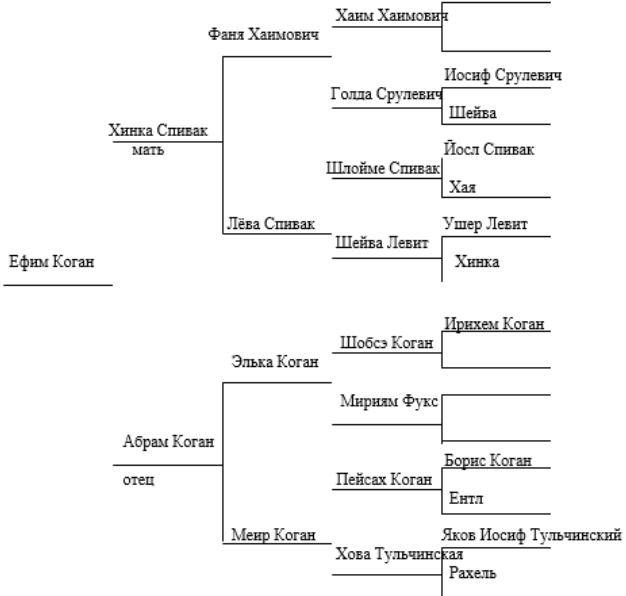 Хаим Хаимович
Фаня Хаимович
Иосиф Срулевич
Голда Срулевич
Шейва
Хинка Спивак
мать
Йосл Спивак
Шлойме Спивак
Хая
Лёва Спивак
Ушер Левит
Шейва Левит
Хинка
Ефим Коган
Ирихем Коган
Шобсэ Коган
Элька Коган
Мириям Фукс
Абрам Коган
отец
Борис Коган
Пейсах Коган
Ентл
Меир Коган
Яков Иосиф Тульчинский
Хова Тульчинская
Рахель